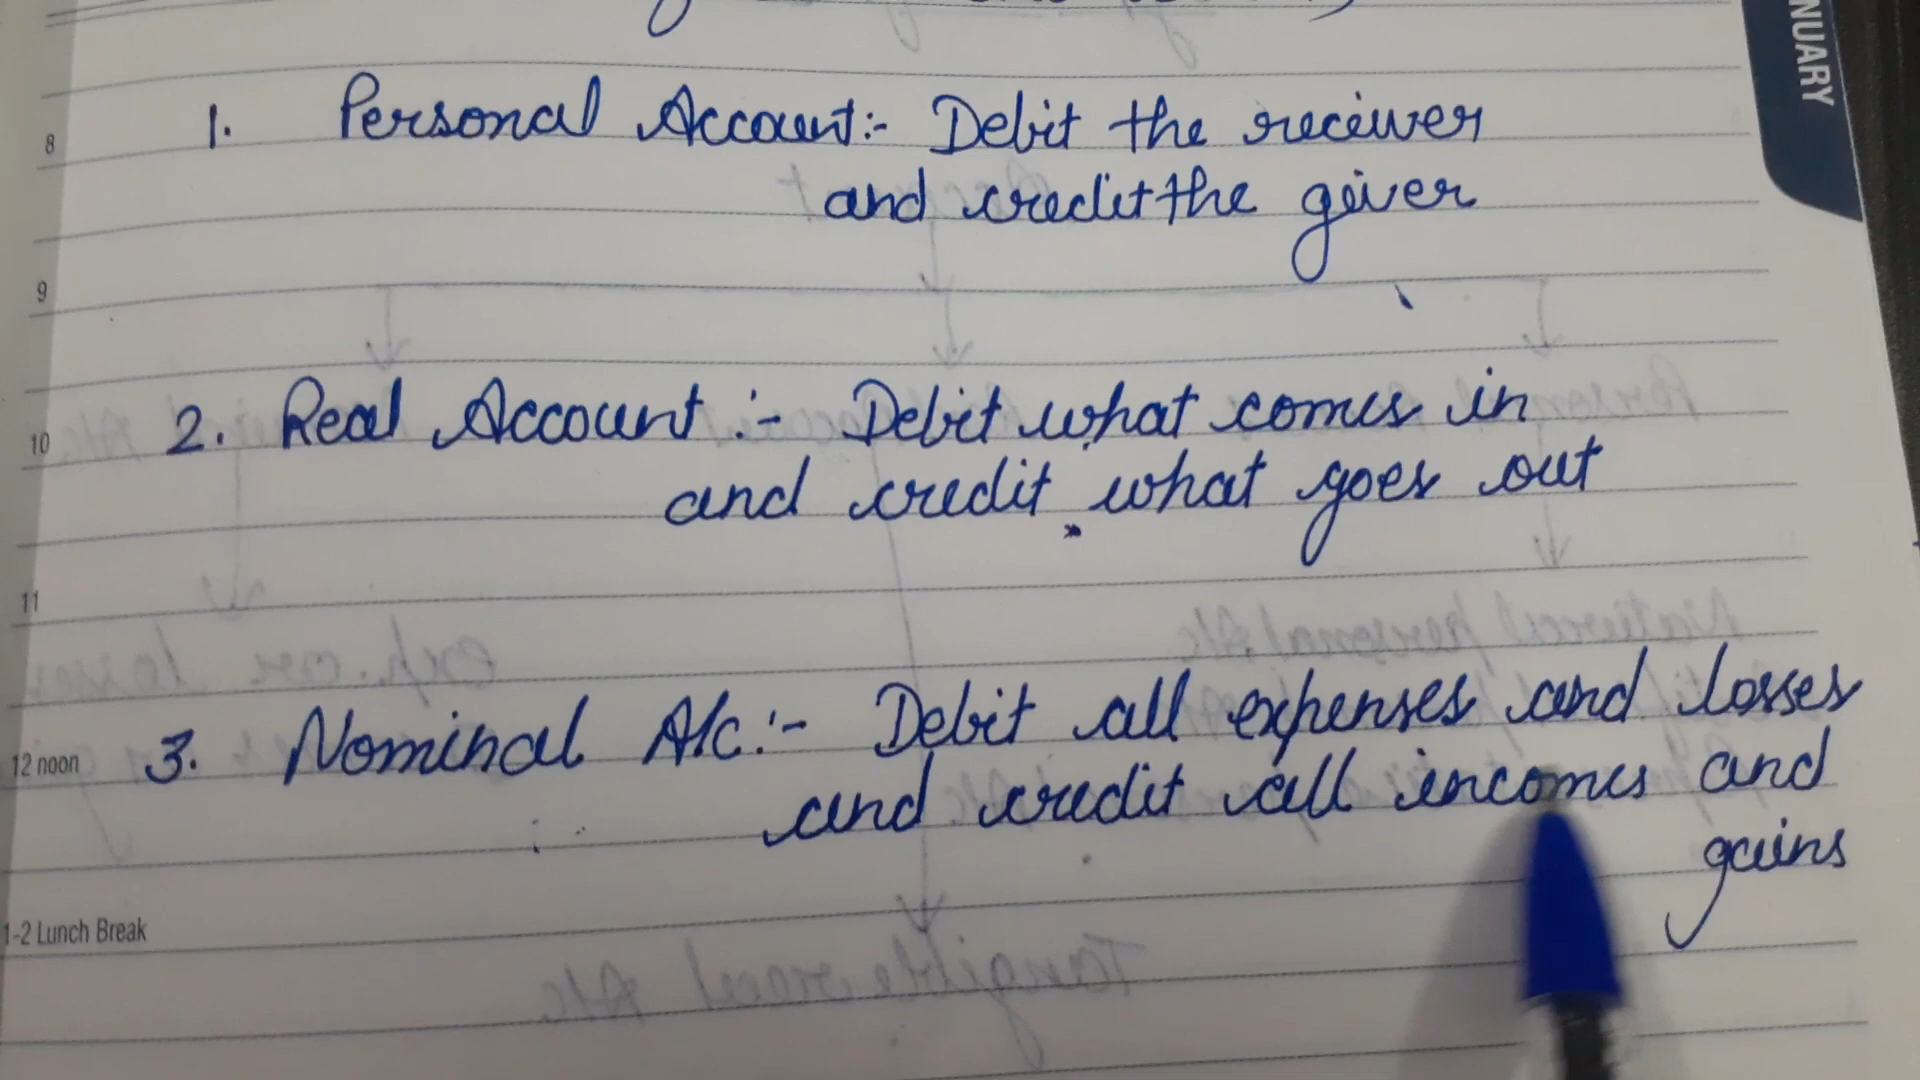 NUARY
8
1. Personal Account:- Debit the reciever
and credit the giver
9
10
2. Real Account :- Debit what comes in
and credit what goes out
11
12 noon
3. Nominal A/c :- Debit all expenses and losses
and credit all incomes and
gains
1-2 Lunch Break